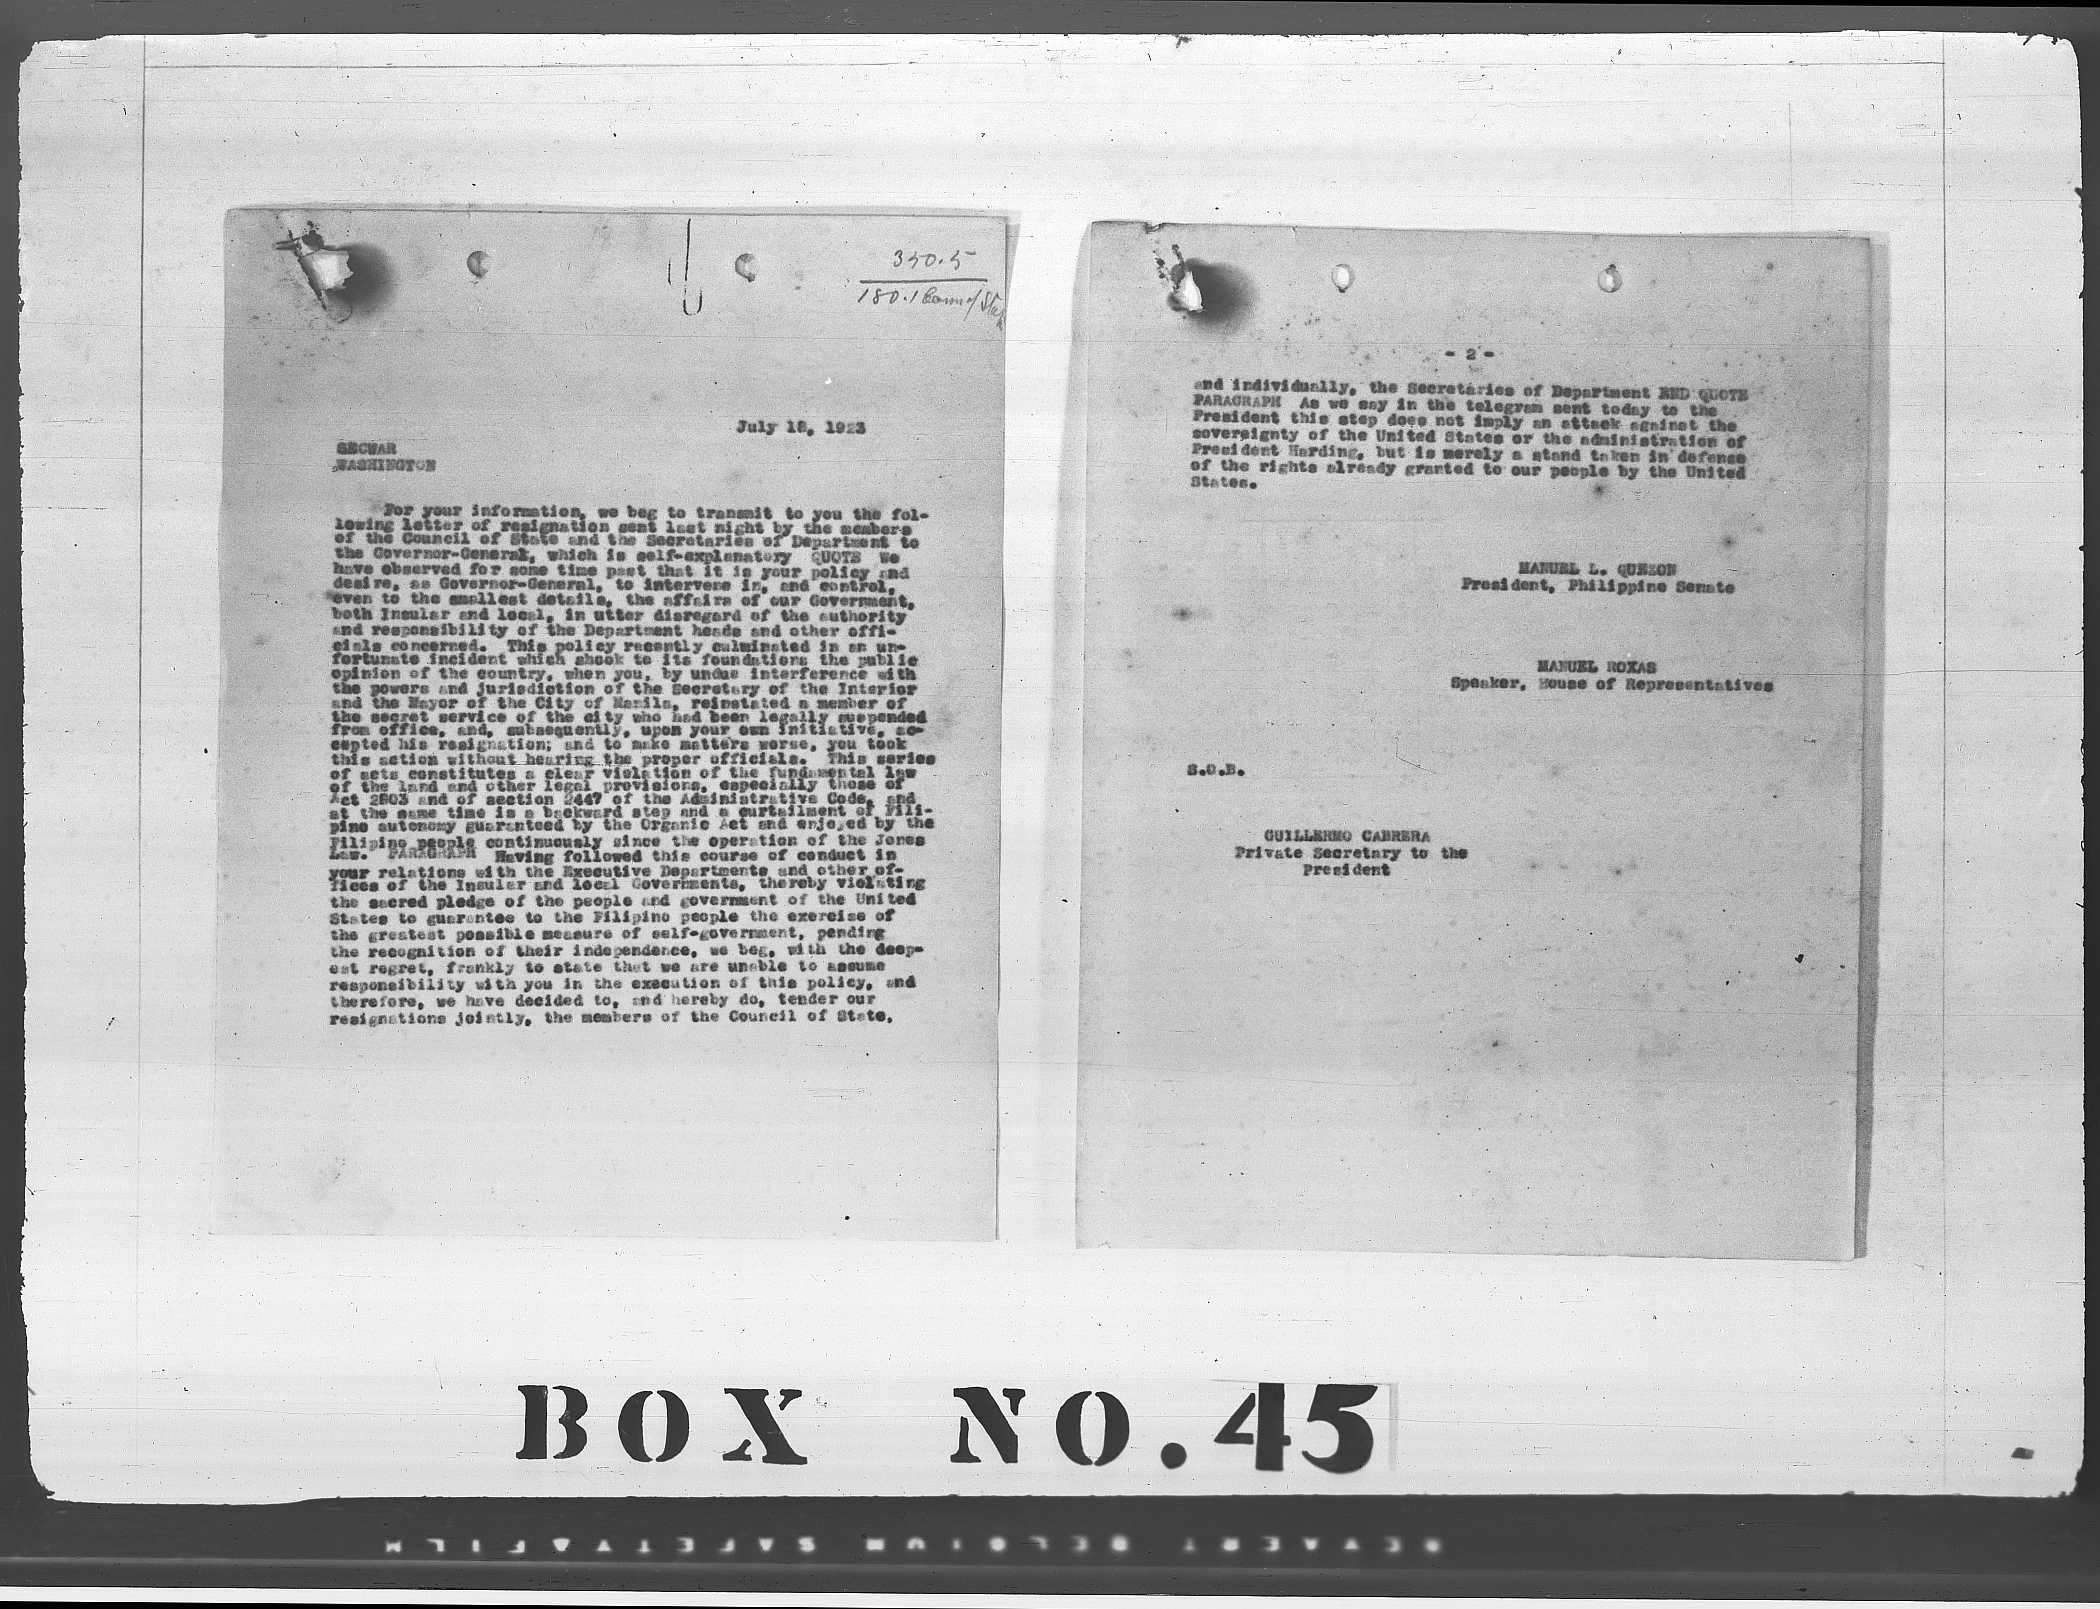 350.5
180.1
July 18, 1923
SECWAR
WASHINGTON
For your information, we beg to transmit to you the fol-
lowing letter of resignation sent last night by the members
of the Council of State and the Secretaries of Department to
the Governor-General, which is self-explanatory QUOTE We
have observed for some time past that it is your policy and
desire, as Governor-General, to intervene in, and control,
even to the smallest details, the affairs of our Government,
both Insular and local, in utter disregard of the authority
and responsibility of the Department heads and other offi-
cials concerned. This policy recently culminated in an un-
fortunate incident which shook to its foundations the public
opinion of the country, when you, by undue interference with
the powers and jurisdiction of the Secretary of the Interior
and the Mayor of the City of Manila, reinstated a member of
the secret service of the city who had been legally suspended
from office, and, subsequently, upon your own initiative, ac-
cepted his resignation; and to make matters worse, you took
this action without hearing the proper officials. This series
of acts constitutes a clear violation of the fundamental law
of the land and other legal provisions, especially those of
Act 2803 and of section 2447 of the Administrative Code, and
at the same time is a backward step and a curtailment of Fili-
pino autonomy guaranteed by the Organic Act and enjoyed by the
Filipino people continuously since the operation of the Jones
Law. PARAGRAPH Having followed this course of conduct in
your relations with the Executive Departments and other of-
fices of the Insular and local Governments, thereby violating
the sacred pledge of the people and government of the United
States to guarantee to the Filipino people the exercise of
the greatest possible measure of self-government, pending
the recognition of their independence, we beg, with the deep-
est regret, frankly to state that we are unable to assume
responsibility with you in the execution of this policy, and
therefore, we have decided to, and hereby do, tender our
resignations jointly, the members of the Council of State,
- 2 -
and individually, the Secretaries of Department END QUOTE
PARAGRAPH As we say in the telegram sent today to the
President this step does not imply an attack against the
sovereignty of the United States or the administration of
President Harding, but is merely a stand taken in defense
of the rights already granted to our people by the United
States.
MANUEL L. QUEZON
President, Philippine Senate
MANUEL ROXAS
Speaker, House of Representatives
S.O.B.
GUILLERMO CABRERA
Private Secretary to the
President
BOX NO. 45
GEVAERT BELGIUM SAFETY FILM